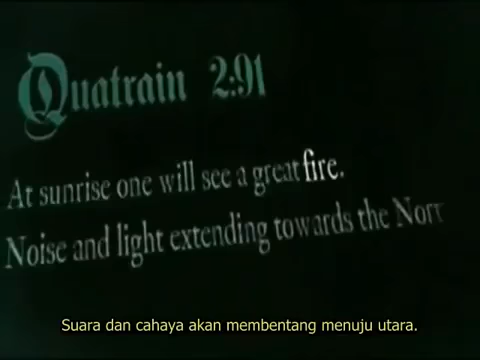 Quatrain 2:91
At sunrise one will see a great fire.
Noise and light extending towards the Nort
Suara dan cahaya akan membentang menuju utara.